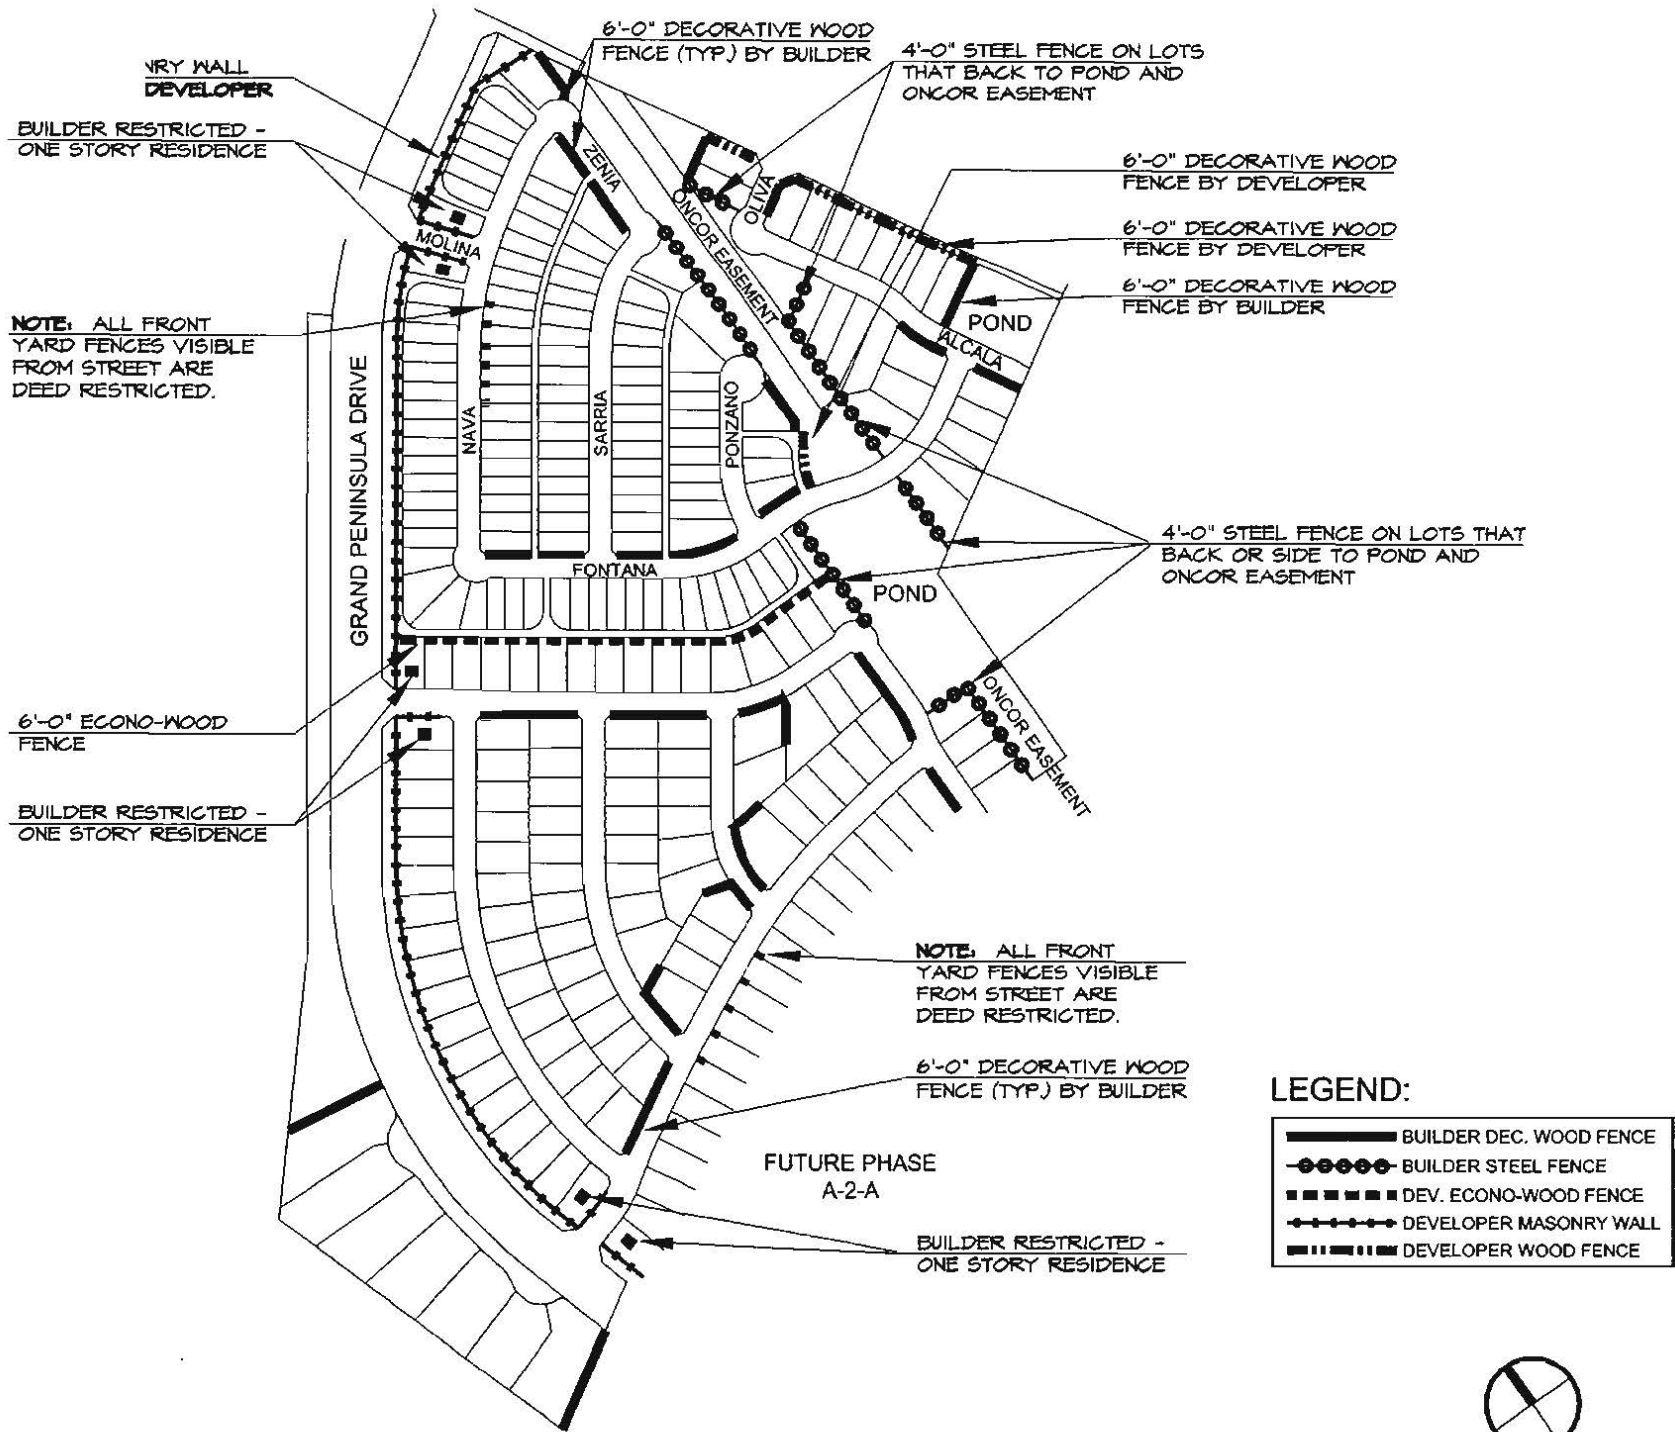 6'-0" DECORATIVE WOOD
FENCE (TYP.) BY BUILDER
4'-0" STEEL FENCE ON LOTS
THAT BACK TO POND AND
ONCOR EASEMENT
WALL
DEVELOPER
BUILDER RESTRICTED -
ONE STORY RESIDENCE
6'-0" DECORATIVE WOOD
FENCE BY DEVELOPER
6'-0" DECORATIVE WOOD
FENCE BY DEVELOPER
6'-0" DECORATIVE WOOD
FENCE BY BUILDER
ZENIA
OLIVA
ONCOR EASEMENT
MOLINA
NOTE: ALL FRONT
YARD FENCES VISIBLE
FROM STREET ARE
DEED RESTRICTED.
POND
ALCALA
GRAND PENINSULA DRIVE
NAVA
SARRIA
PONZANO
4'-0" STEEL FENCE ON LOTS THAT
BACK OR SIDE TO POND AND
ONCOR EASEMENT
FONTANA
POND
6'-0" ECONO-WOOD
FENCE
ONCOR EASEMENT
BUILDER RESTRICTED -
ONE STORY RESIDENCE
NOTE: ALL FRONT
YARD FENCES VISIBLE
FROM STREET ARE
DEED RESTRICTED.
6'-0" DECORATIVE WOOD
FENCE (TYP.) BY BUILDER
FUTURE PHASE
A-2-A
BUILDER RESTRICTED -
ONE STORY RESIDENCE
LEGEND:
BUILDER DEC. WOOD FENCE
BUILDER STEEL FENCE
DEV. ECONO-WOOD FENCE
DEVELOPER MASONRY WALL
DEVELOPER WOOD FENCE